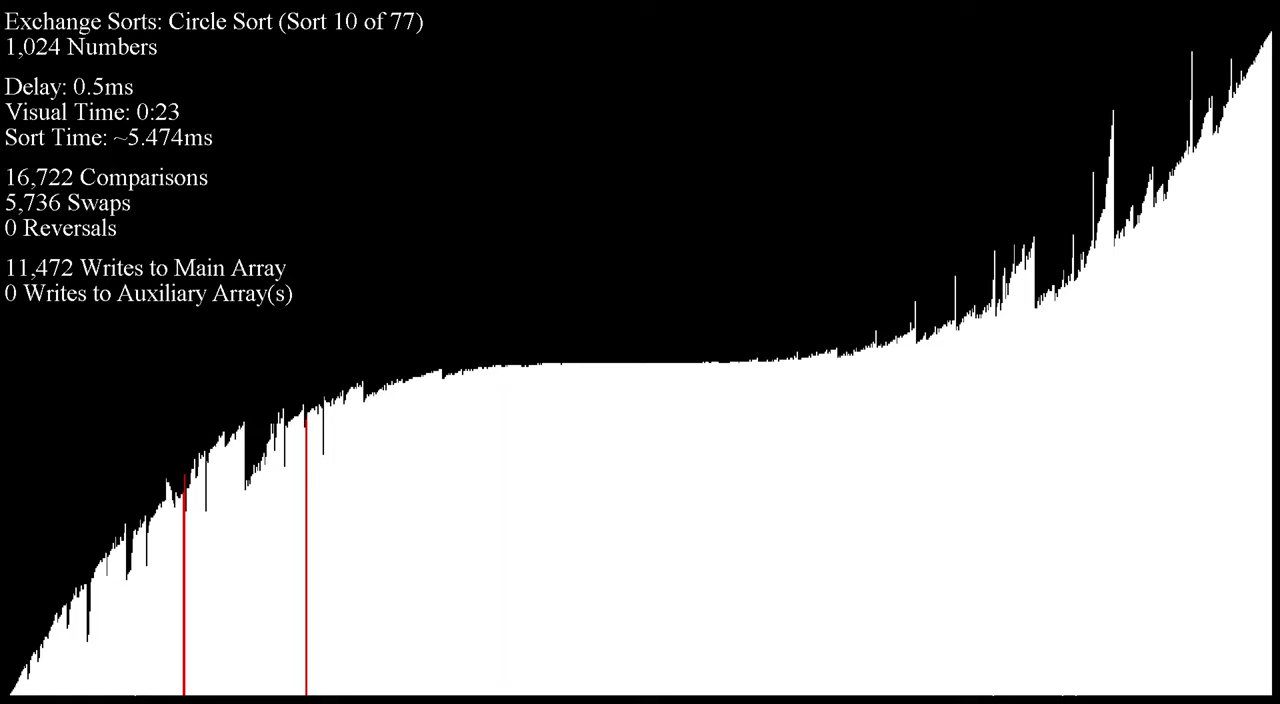 Exchange Sorts: Circle Sort (Sort 10 of 77)
1,024 Numbers
Delay: 0.5ms
Visual Time: 0:23
Sort Time: ~5.474ms
16,722 Comparisons
5,736 Swaps
0 Reversals
11,472 Writes to Main Array
0 Writes to Auxiliary Array(s)